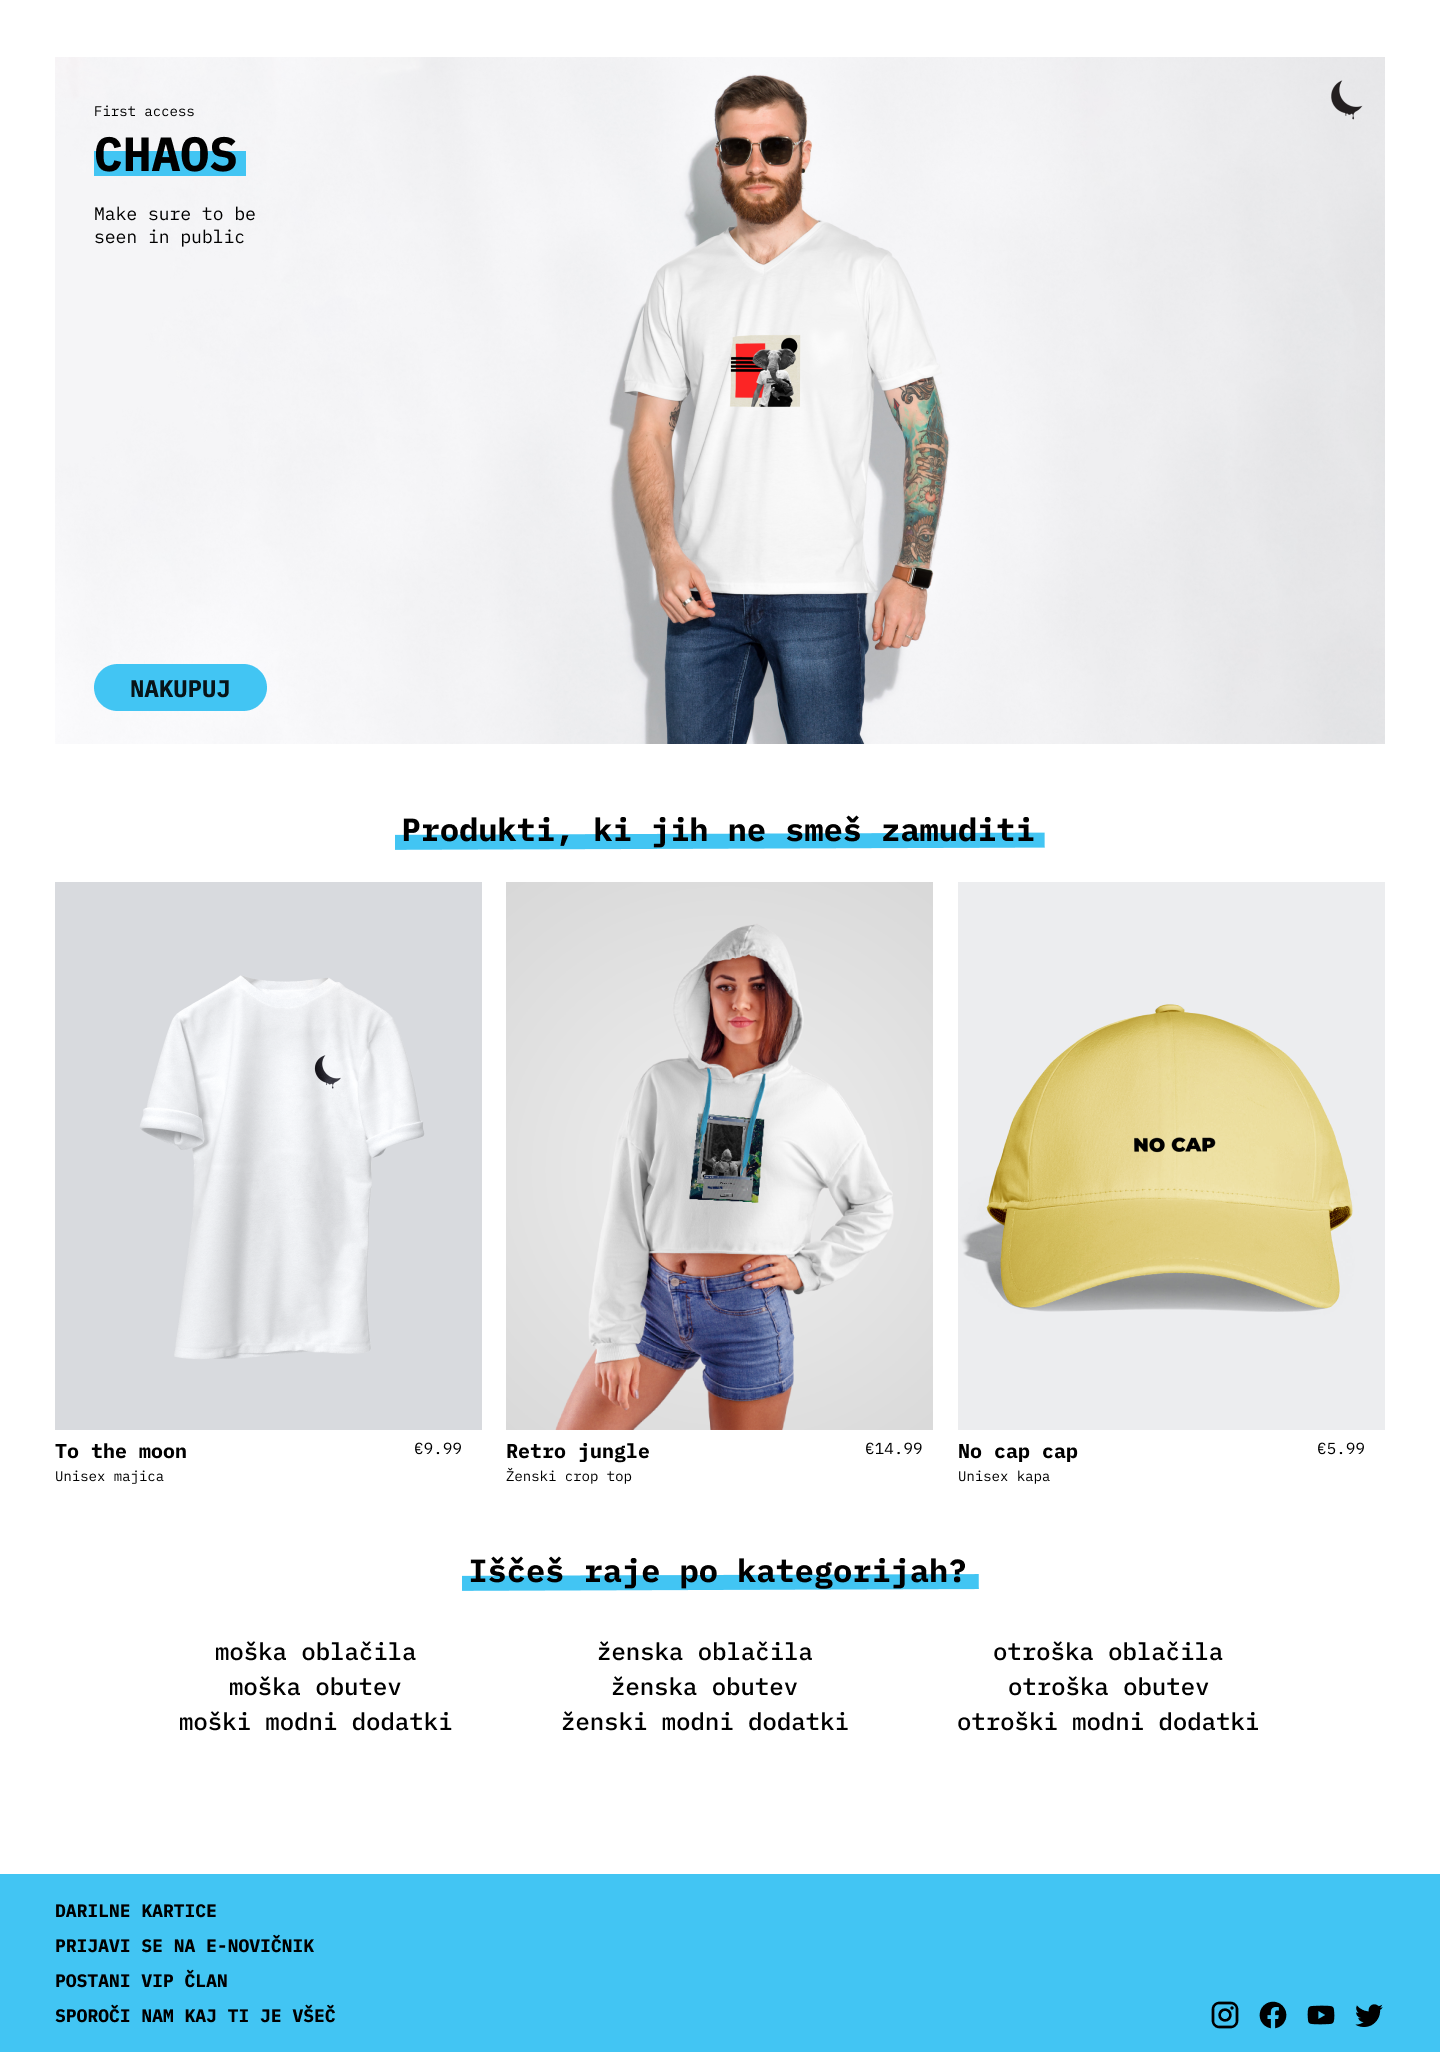 First access
CHAOS
Make sure to be
seen in public
NAKUPUJ
Produkti, ki jih ne smeš zamuditi
NO CAP
To the moon
€9.99
Unisex majica
Retro jungle
€14.99
Ženski crop top
No cap cap
€5.99
Unisex kapa
Iščeš raje po kategorijah?
moška oblačila
moška obutev
moški modni dodatki
ženska oblačila
ženska obutev
ženski modni dodatki
otroška oblačila
otroška obutev
otroški modni dodatki
DARILNE KARTICE
PRIJAVI SE NA E-NOVIČNIK
POSTANI VIP ČLAN
SPOROČI NAM KAJ TI JE VŠEČ